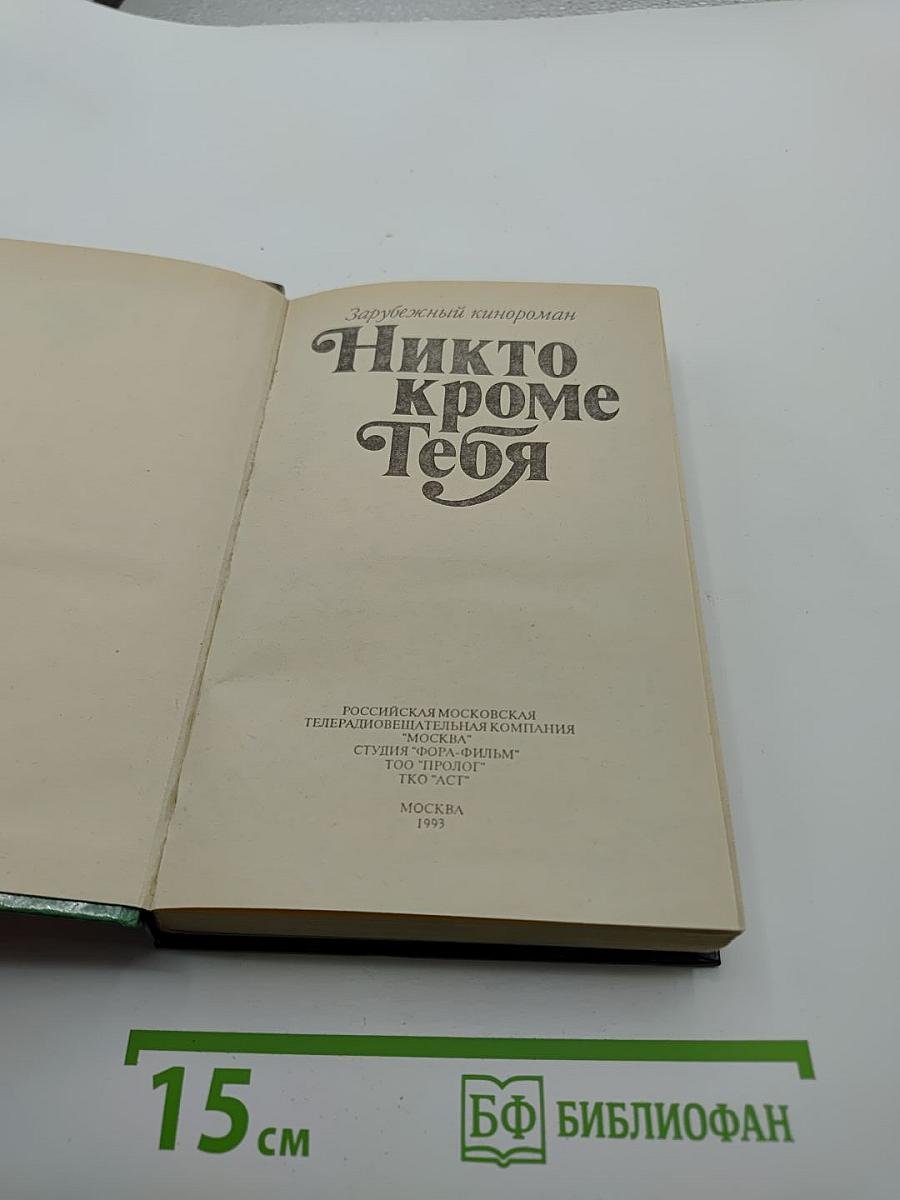 Зарубежный кинороман
Никто
кроме
Тебя
РОССИЙСКАЯ МОСКОВСКАЯ
ТЕЛЕРАДИОВЕЩАТЕЛЬНАЯ КОМПАНИЯ
"МОСКВА"
СТУДИЯ "ФОРА-ФИЛЬМ"
ТОО "ПРОЛОГ"
ТКО "АСТ"
МОСКВА
1993
15 см
БФ БИБЛИОФАН